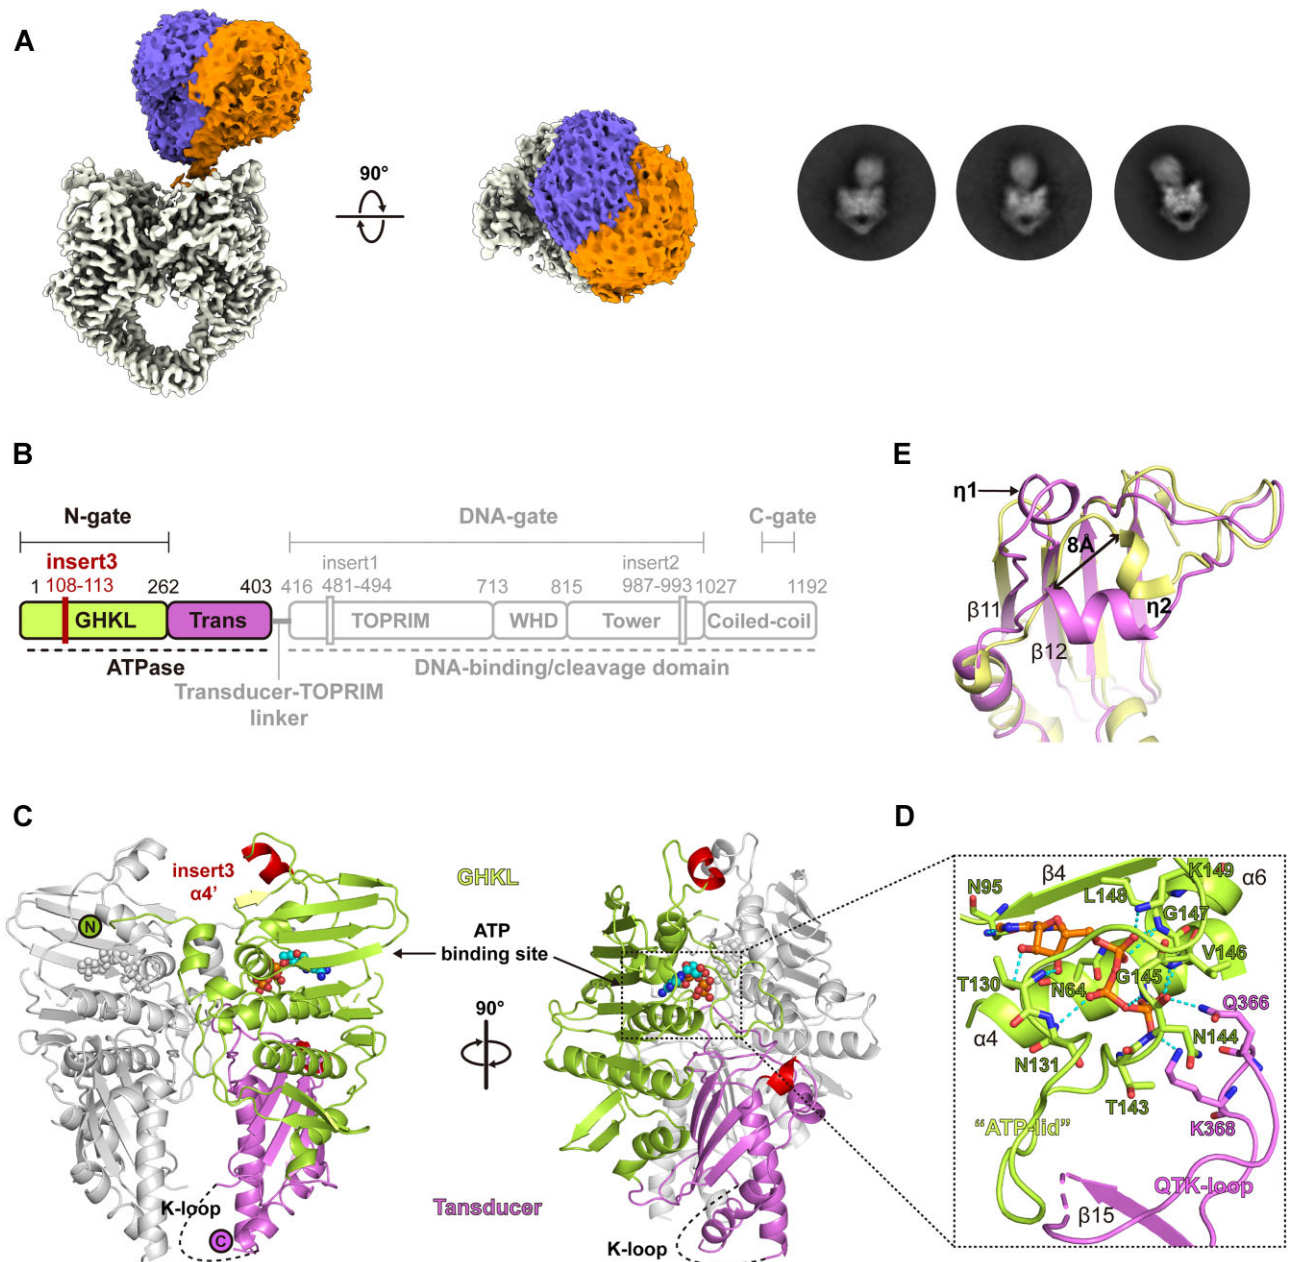 A
90°
B
N-gate
DNA-gate
C-gate
insert3
insert1
insert2
1 108-113 262 403 416 481-494 713 815 987-993 1027 1192
GHKL Trans TOPRIM WHD Tower Coiled-coil
ATPase
DNA-binding/cleavage domain
Transducer-TOPRIM
linker
E
η1
8Å
η2
β11
β12
C
insert3
α4’
GHKL
N
ATP
binding site
90°
K-loop
C
Tansducer
K-loop
D
β4
K149
α6
L148
N95
G147
V146
T130
G145
N64
Q366
α4
N144
N131
T143
K368
“ATP-lid”
QTK-loop
β15